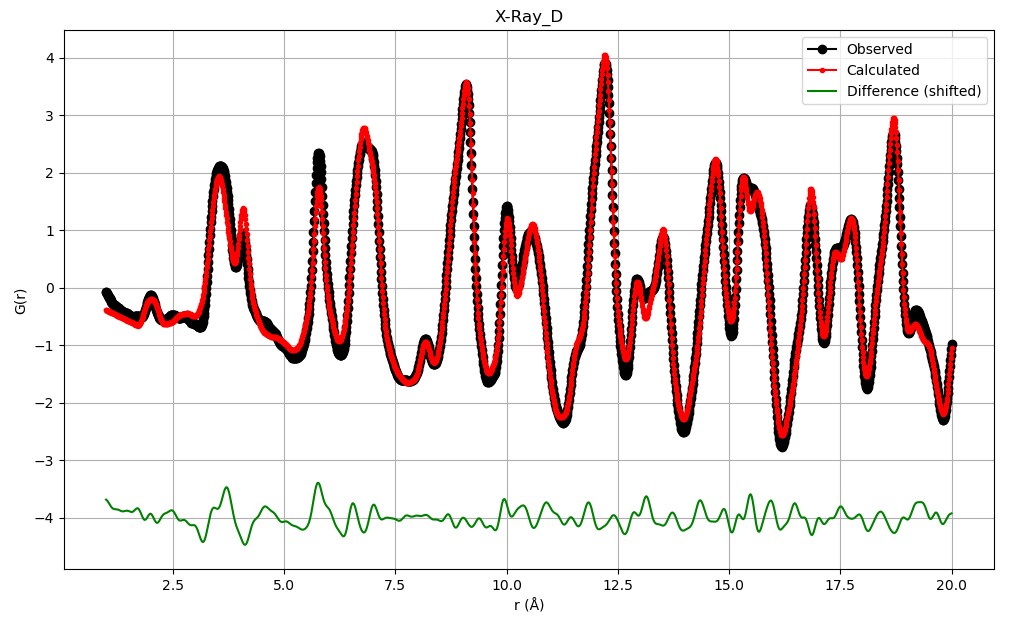 X-Ray_D
Observed
Calculated
Difference (shifted)
4
3
2
1
0
−1
−2
−3
−4
G(r)
2.5
5.0
7.5
10.0
12.5
15.0
17.5
20.0
r (Å)